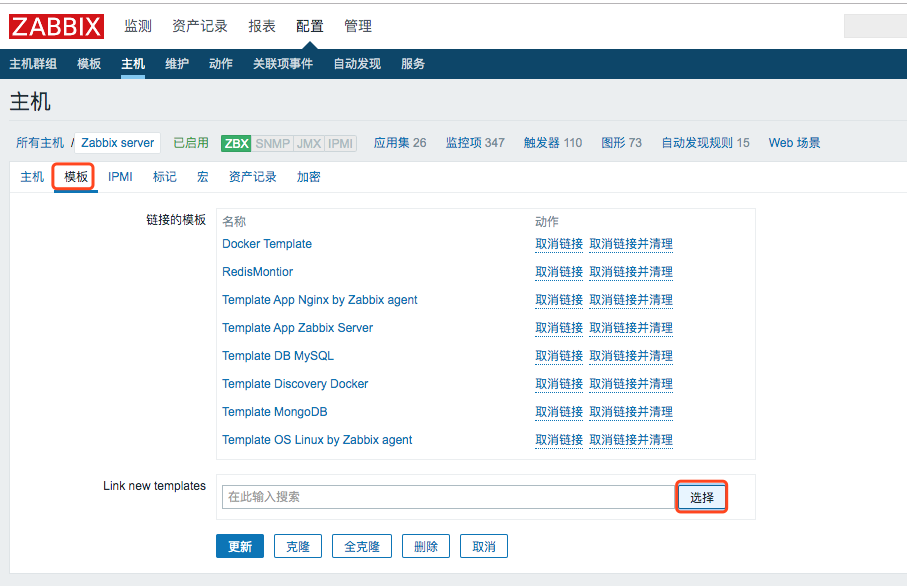 ZABBIX 监测 资产记录 报表 配置 管理
主机群组 模板 主机 维护 动作 关联项事件 自动发现 服务
主机
所有主机 / Zabbix server 已启用 ZBX SNMP JMX IPMI 应用集 26 监控项 347 触发器 110 图形 73 自动发现规则 15 Web 场景
主机 模板 IPMI 标记 宏 资产记录 加密
链接的模板 名称 动作
Docker Template 取消链接 取消链接并清理
RedisMontior 取消链接 取消链接并清理
Template App Nginx by Zabbix agent 取消链接 取消链接并清理
Template App Zabbix Server 取消链接 取消链接并清理
Template DB MySQL 取消链接 取消链接并清理
Template Discovery Docker 取消链接 取消链接并清理
Template MongoDB 取消链接 取消链接并清理
Template OS Linux by Zabbix agent 取消链接 取消链接并清理
Link new templates 在此输入搜索 选择
更新 克隆 全克隆 删除 取消